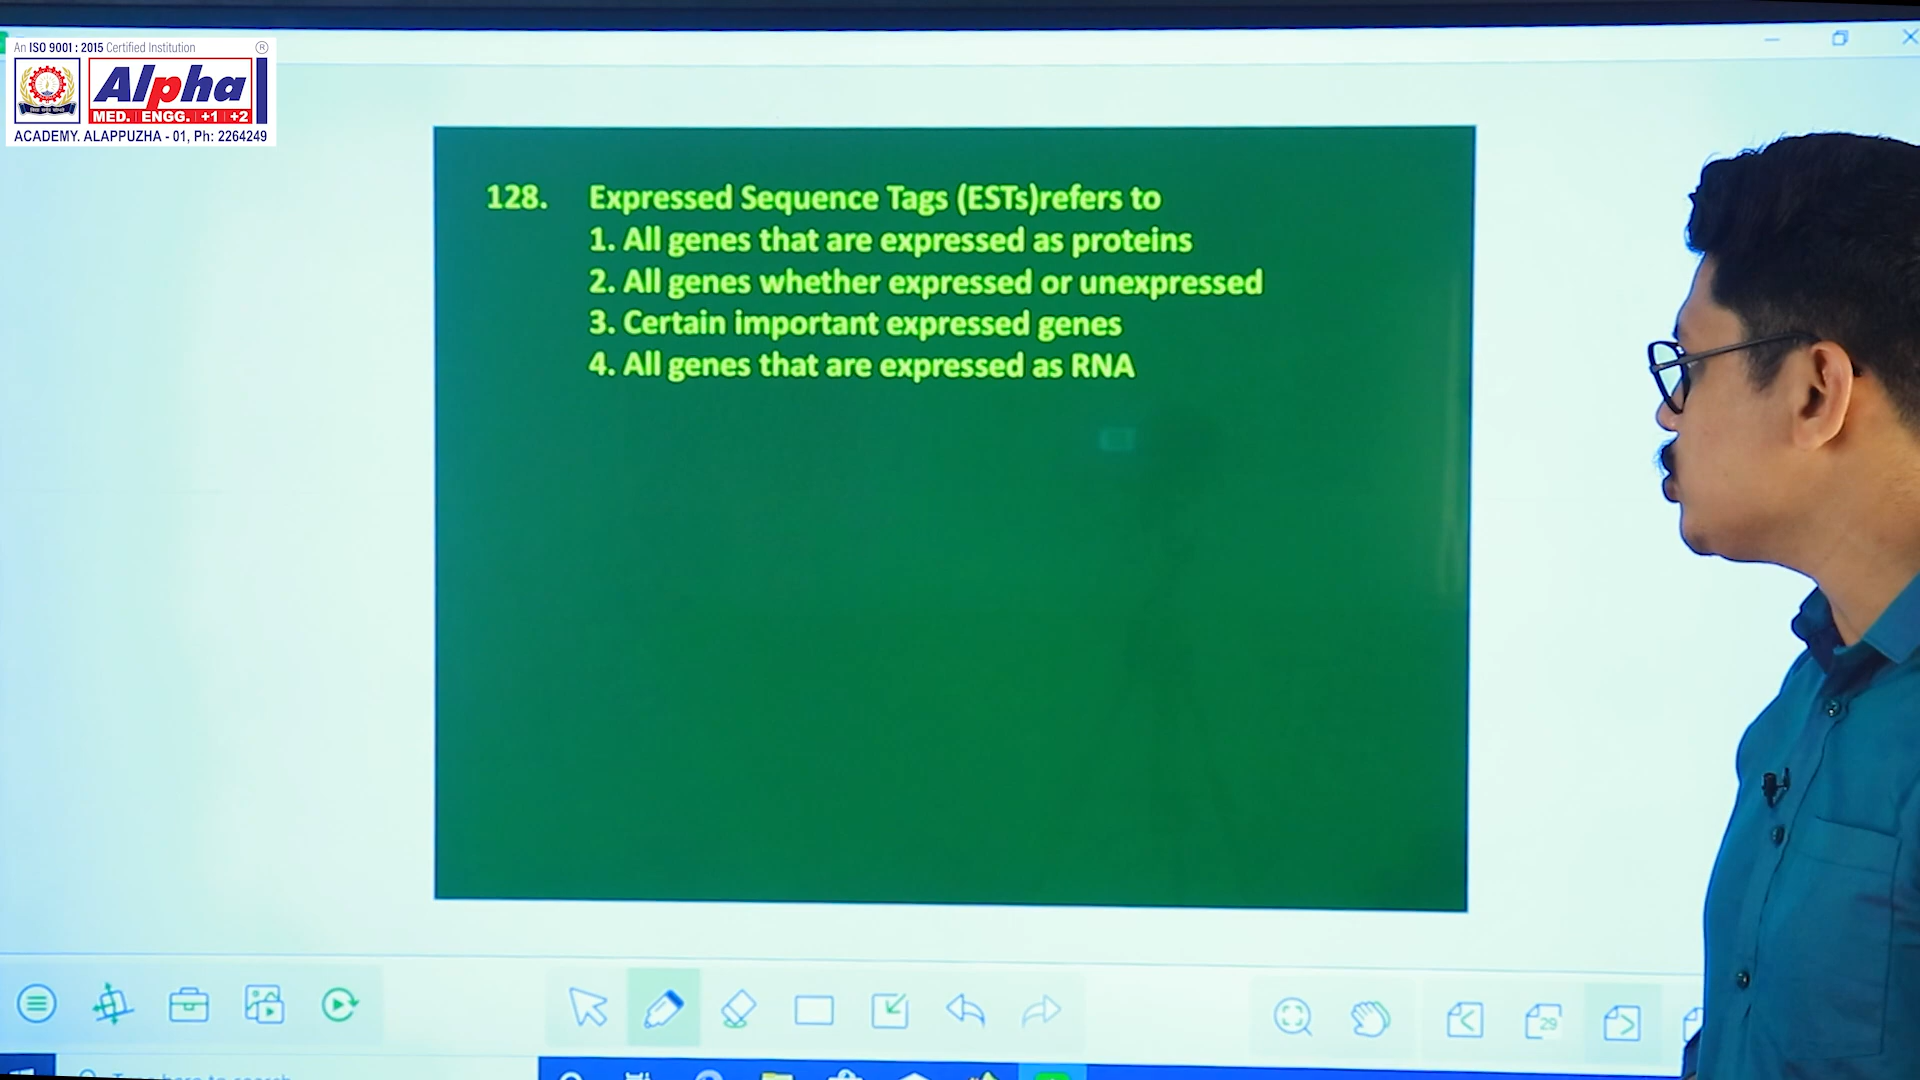 An ISO 9001 : 2015 Certified Institution ®
Alpha
MED. ENGG. +1 +2
ACADEMY. ALAPPUZHA - 01, Ph: 2264249
128. Expressed Sequence Tags (ESTs)refers to
1. All genes that are expressed as proteins
2. All genes whether expressed or unexpressed
3. Certain important expressed genes
4. All genes that are expressed as RNA
29